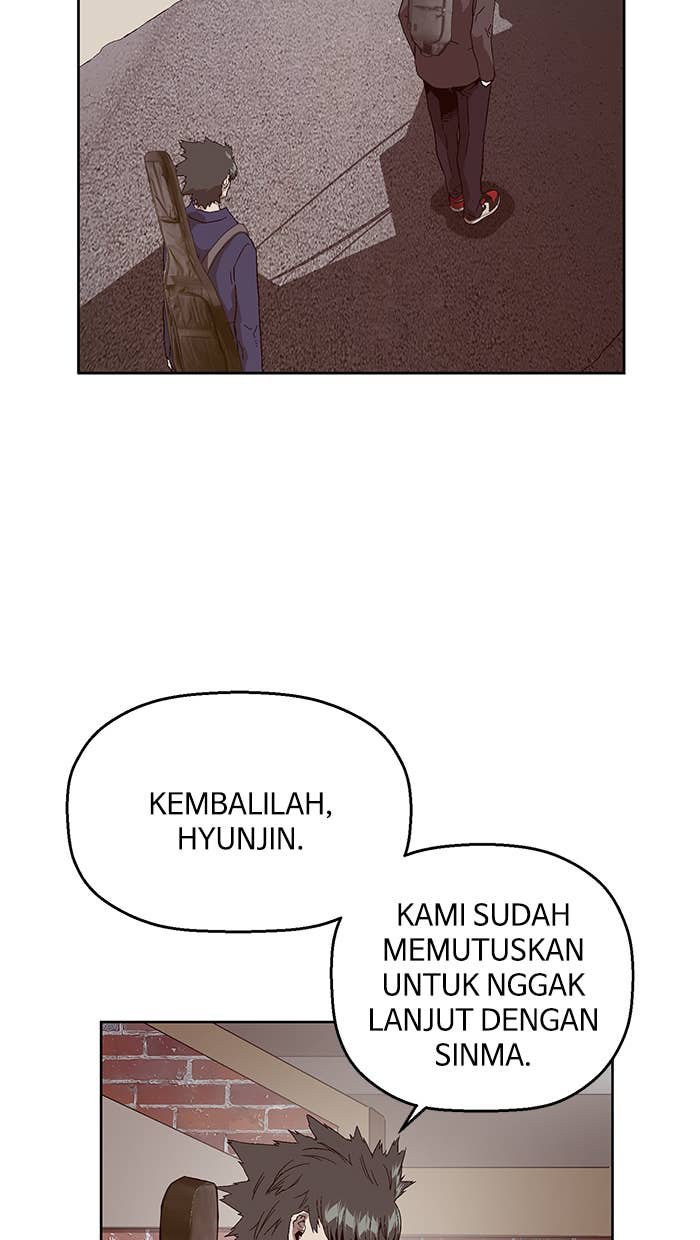 KEMBALILAH,
HYUNJIN.
KAMI SUDAH
MEMUTUSKAN
UNTUK NGGAK
LANJUT DENGAN
SINMA.